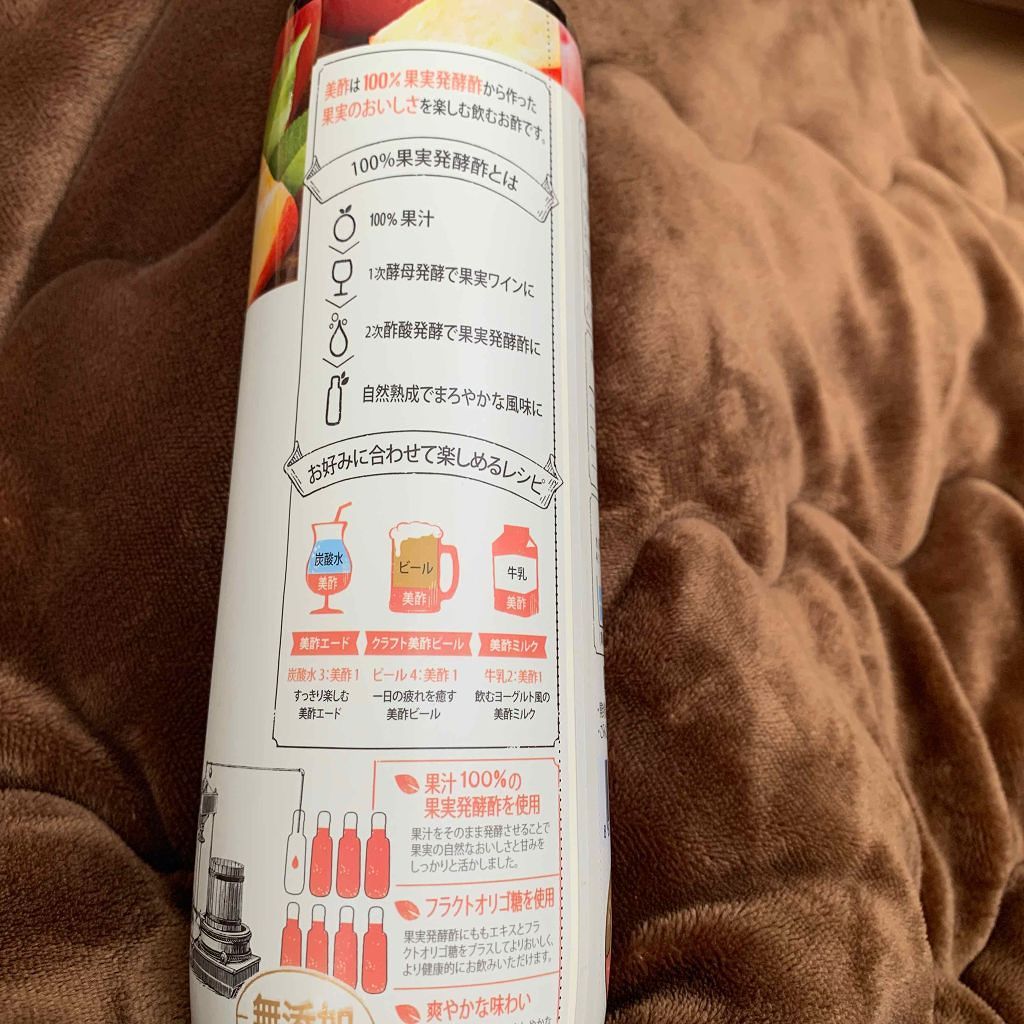 美酢は100%果実発酵酢から作った
果実のおいしさを楽しむ飲むお酢です。
100%果実発酵酢とは
100%果汁
1次酵母発酵で果実ワインに
2次酢酸発酵で果実発酵酢に
自然熟成でまろやかな風味に
お好みに合わせて楽しめるレシピ
炭酸水
美酢
ビール
美酢
牛乳
美酢
美酢エード
クラフト美酢ビール
美酢ミルク
炭酸水 3:美酢 1
ビール 4:美酢 1
牛乳2:美酢1
すっきり楽しむ
美酢エード
一日の疲れを癒す
美酢ビール
飲むヨーグルト風の
美酢ミルク
果汁100%の
果実発酵酢を使用
果汁をそのまま発酵させることで
果実の自然なおいしさと甘みを
しっかりと活かしました。
フラクトオリゴ糖を使用
果実発酵酢にももエキスとフラ
クトオリゴ糖をプラスしてよりおいしく、
より健康的にお飲みいただけます。
爽やかな味わい
無添加